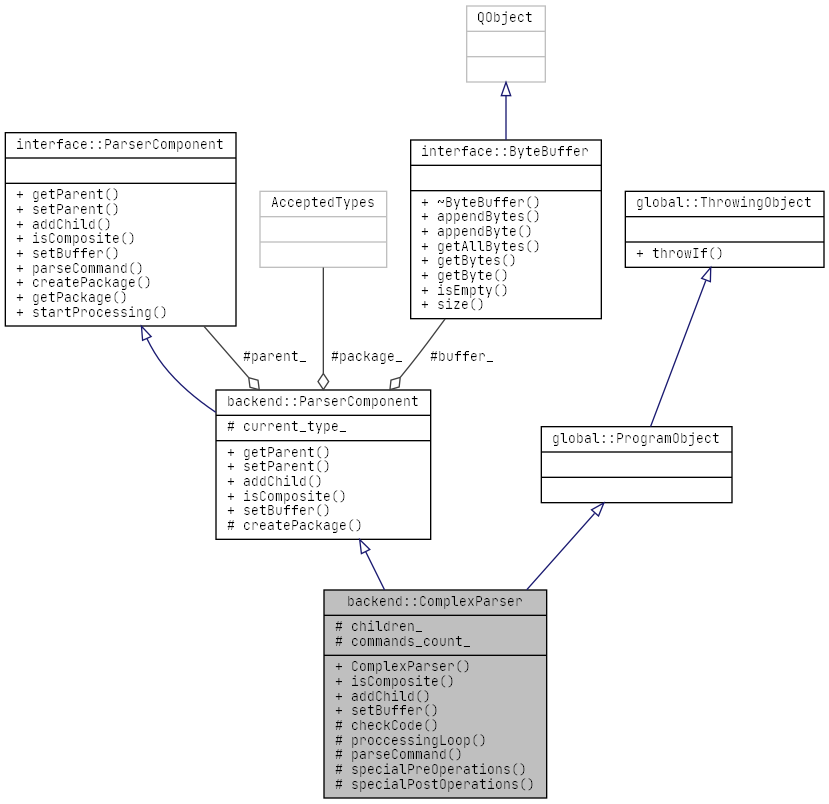 QObject
interface::ParserComponent
+ getParent()
+ setParent()
+ addChild()
+ isComposite()
+ setBuffer()
+ parseCommand()
+ createPackage()
+ getPackage()
+ startProcessing()
AcceptedTypes
interface::ByteBuffer
+ ~ByteBuffer()
+ appendBytes()
+ appendByte()
+ getAllBytes()
+ getBytes()
+ getByte()
+ isEmpty()
+ size()
global::ThrowingObject
+ throwIf()
#parent_
#package_
#buffer_
backend::ParserComponent
# current_type_
+ getParent()
+ setParent()
+ addChild()
+ isComposite()
+ setBuffer()
# createPackage()
global::ProgramObject
backend::ComplexParser
# children_
# commands_count_
+ ComplexParser()
+ isComposite()
+ addChild()
+ setBuffer()
# checkCode()
# proccessingLoop()
# parseCommand()
# specialPreOperations()
# specialPostOperations()